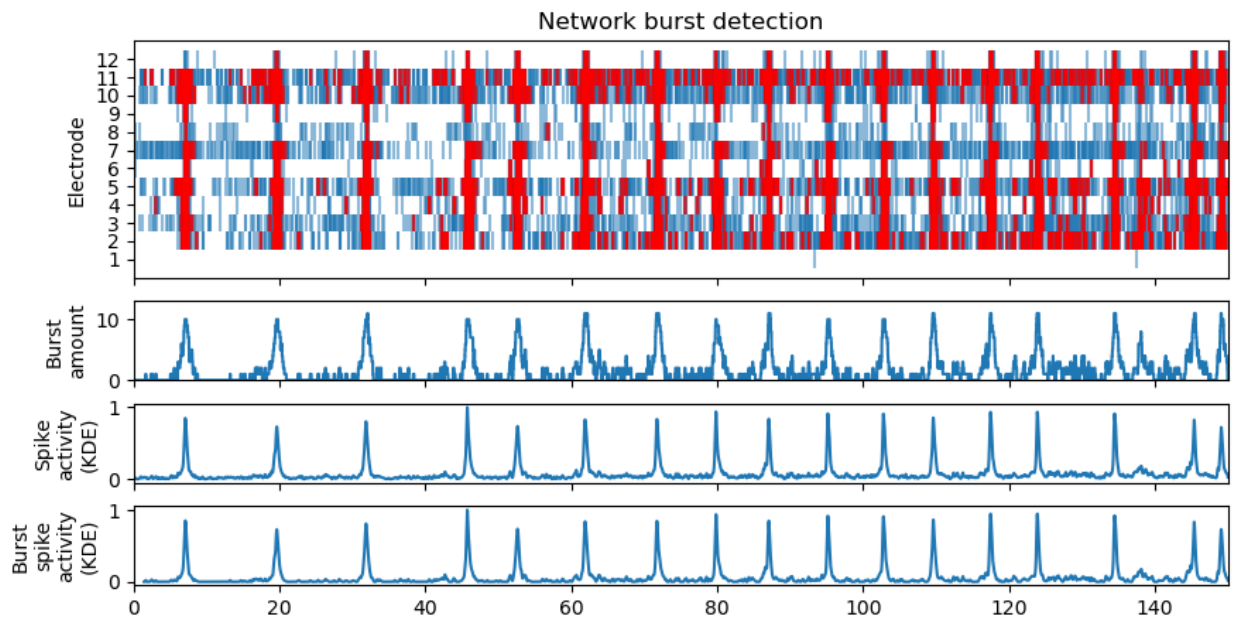 Network burst detection
Electrode
12
11
10
9
8
7
6
5
4
3
2
1
Burst
amount
10
0
Spike
activity
(KDE)
1
0
Burst
spike
activity
(KDE)
1
0
0 20 40 60 80 100 120 140